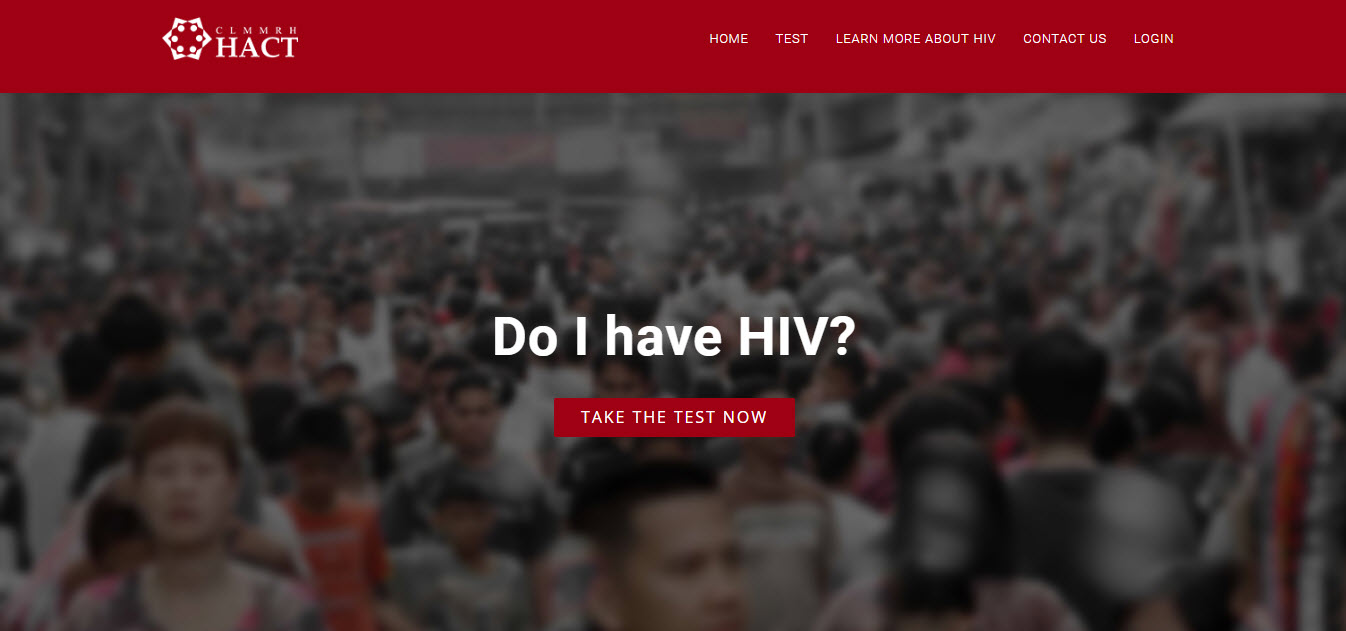 CLMMRH
HACT
HOME TEST LEARN MORE ABOUT HIV CONTACT US LOGIN
Do I have HIV?
TAKE THE TEST NOW